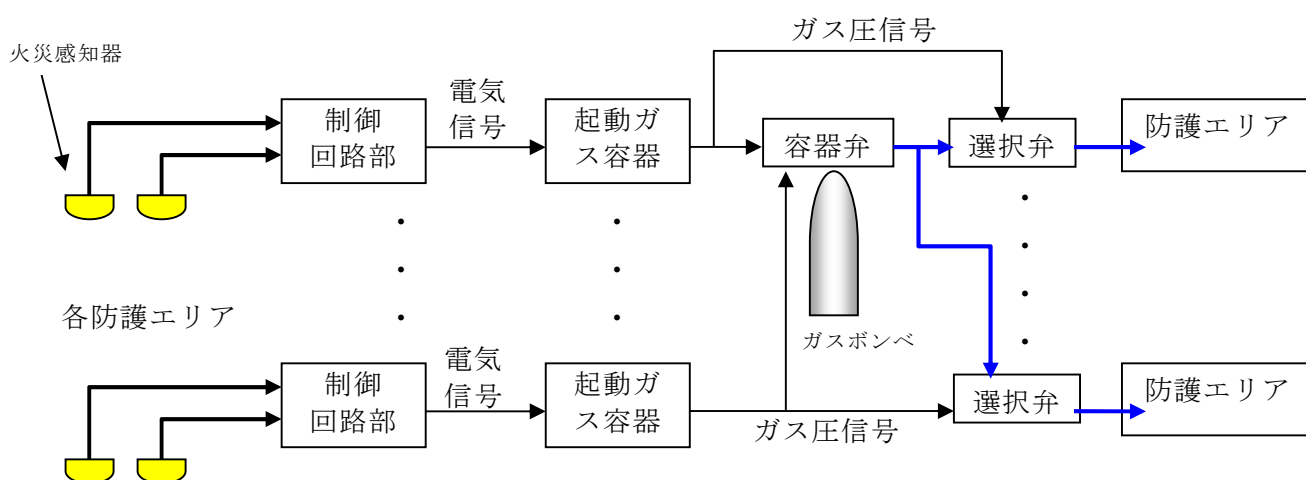 ガス圧信号
火災感知器
電気
信号
制御
回路部
起動ガ
ス容器
容器弁
選択弁
防護エリア
各防護エリア
ガスボンベ
電気
信号
制御
回路部
起動ガ
ス容器
ガス圧信号
選択弁
防護エリア